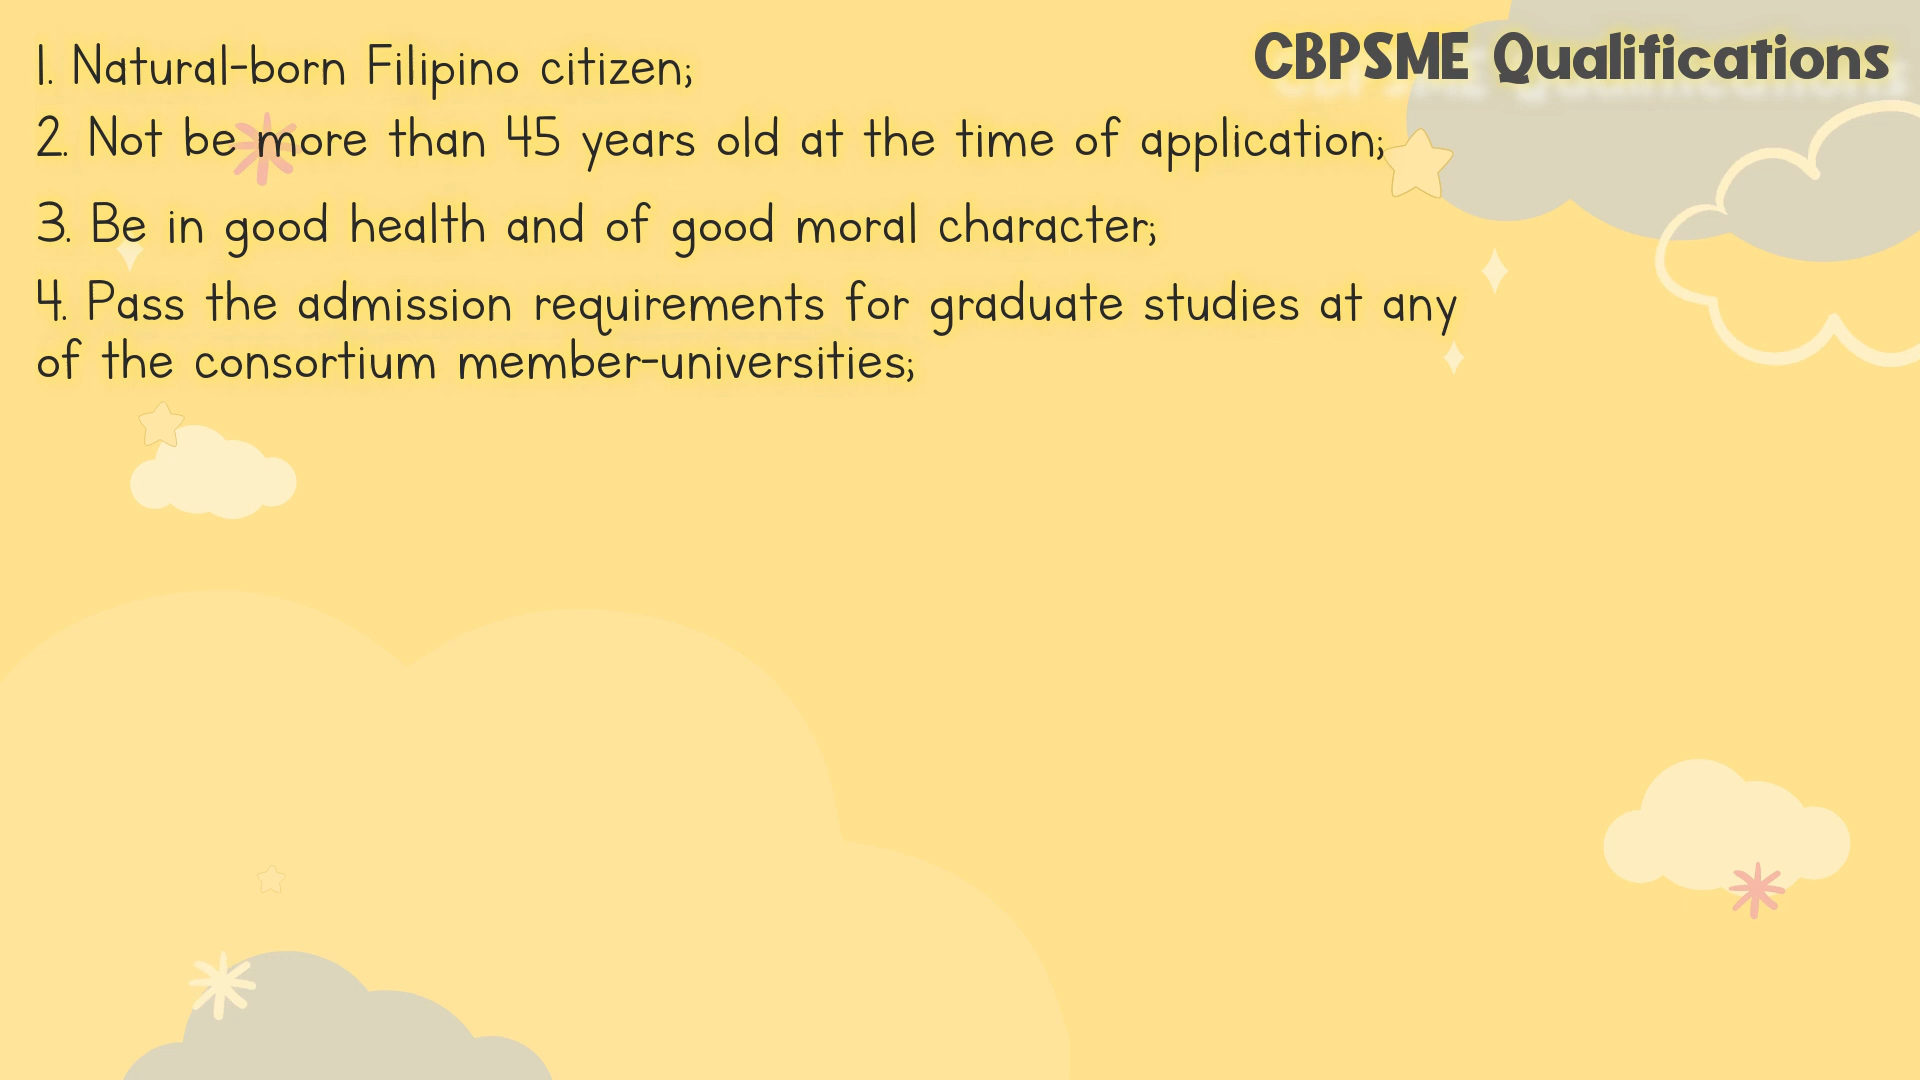 CBPSME Qualifications
1. Natural-born Filipino citizen;
2. Not be more than 45 years old at the time of application;
3. Be in good health and of good moral character;
4. Pass the admission requirements for graduate studies at any
of the consortium member-universities;